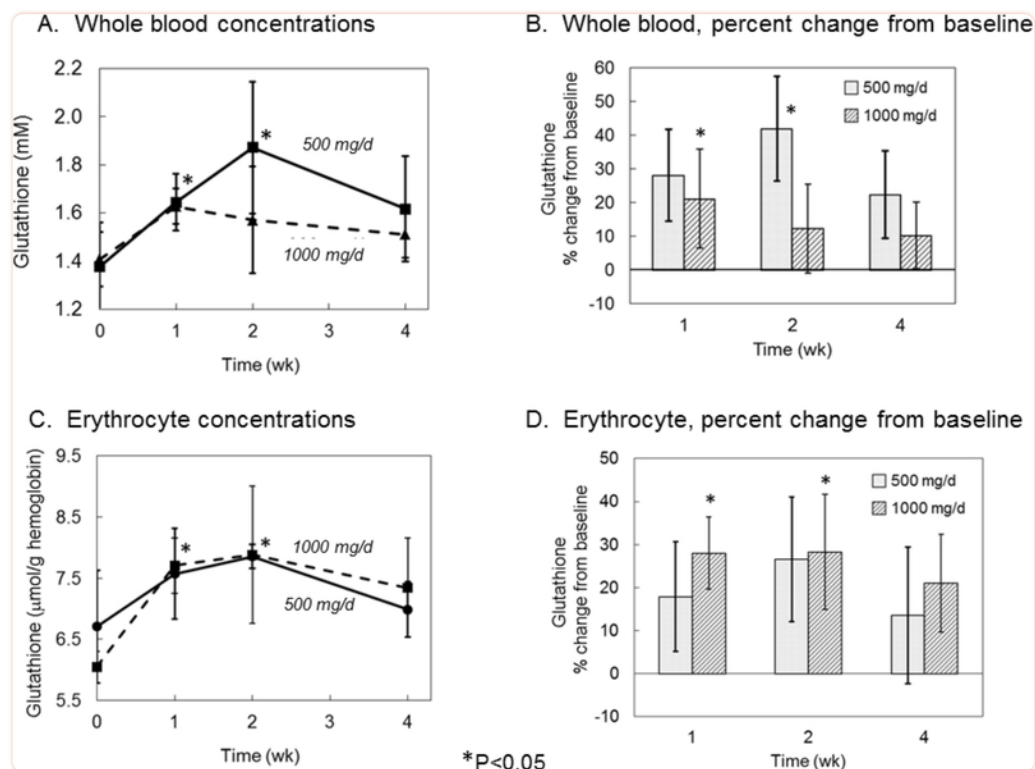 A. Whole blood concentrations
Glutathione (mM)
2.2
2.0
1.8
1.6
1.4
1.2
*
*
500 mg/d
1000 mg/d
0 1 2 3 4
Time (wk)
B. Whole blood, percent change from baseline
Glutathione
% change from baseline
60
50
40
30
20
10
0
-10
500 mg/d
1000 mg/d
*
*
1 2 4
Time (wk)
C. Erythrocyte concentrations
Glutathione (μmol/g hemoglobin)
9.5
8.5
7.5
6.5
5.5
*
*
1000 mg/d
500 mg/d
0 1 2 3 4
Time (wk)
D. Erythrocyte, percent change from baseline
Glutathione
% change from baseline
50
40
30
20
10
0
-10
500 mg/d
1000 mg/d
*
*
1 2 4
Time (wk)
*P<0.05